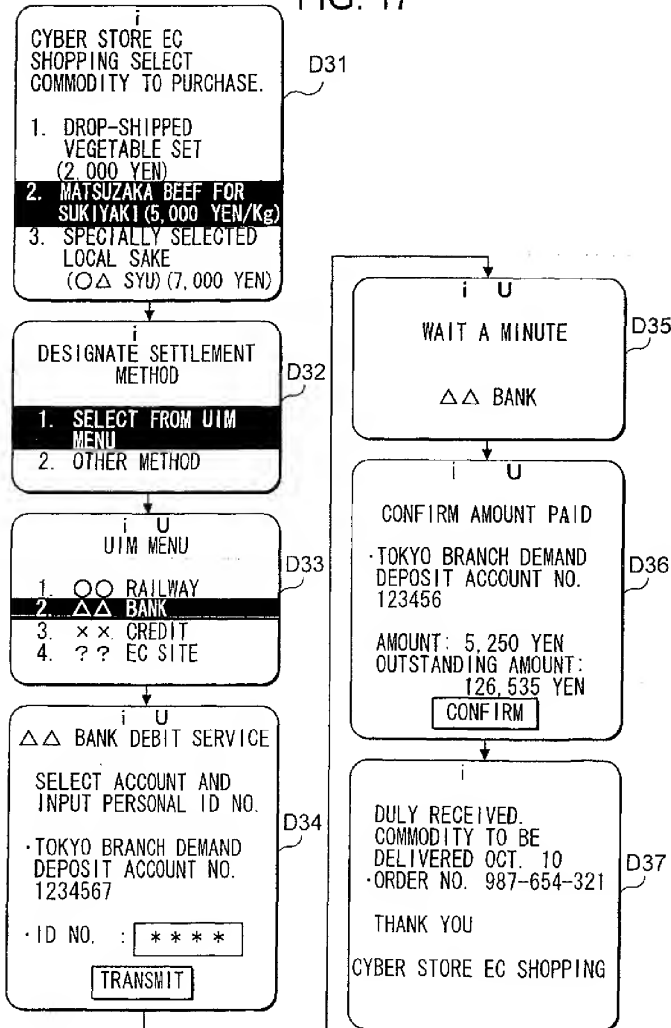 FIG. 17
i
CYBER STORE EC
SHOPPING SELECT
COMMODITY TO PURCHASE.
1. DROP-SHIPPED
VEGETABLE SET
(2,000 YEN)
2. MATSUZAKA BEEF FOR
SUKIYAKI (5,000 YEN/Kg)
3. SPECIALLY SELECTED
LOCAL SAKE
(○△ SYU) (7,000 YEN)
D31
i
DESIGNATE SETTLEMENT
METHOD
1. SELECT FROM UIM
MENU
2. OTHER METHOD
D32
i U
UIM MENU
1. ○○ RAILWAY
2. △△ BANK
3. ×× CREDIT
4. ?? EC SITE
D33
i U
△△ BANK DEBIT SERVICE
SELECT ACCOUNT AND
INPUT PERSONAL ID NO.
·TOKYO BRANCH DEMAND
DEPOSIT ACCOUNT NO.
1234567
·ID NO. : ****
TRANSMIT
D34
i U
WAIT A MINUTE
△△ BANK
D35
i U
CONFIRM AMOUNT PAID
·TOKYO BRANCH DEMAND
DEPOSIT ACCOUNT NO.
123456
AMOUNT: 5,250 YEN
OUTSTANDING AMOUNT:
126,535 YEN
CONFIRM
D36
i
DULY RECEIVED.
COMMODITY TO BE
DELIVERED OCT. 10
·ORDER NO. 987-654-321
THANK YOU
CYBER STORE EC SHOPPING
D37